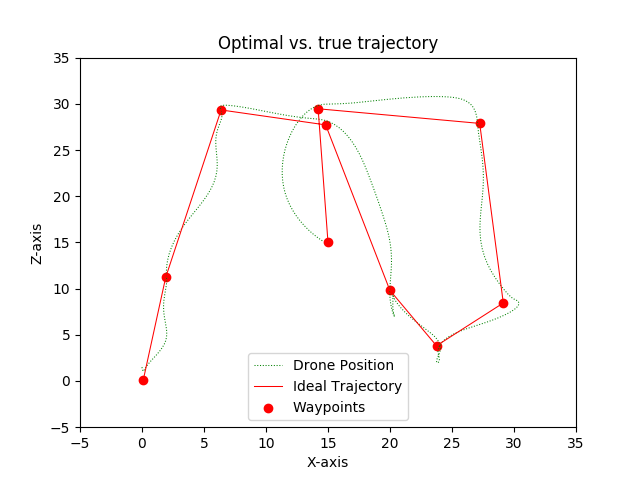 Optimal vs. true trajectory
35
30
25
20
15
10
5
0
−5
Z-axis
Drone Position
Ideal Trajectory
Waypoints
−5 0 5 10 15 20 25 30 35
X-axis